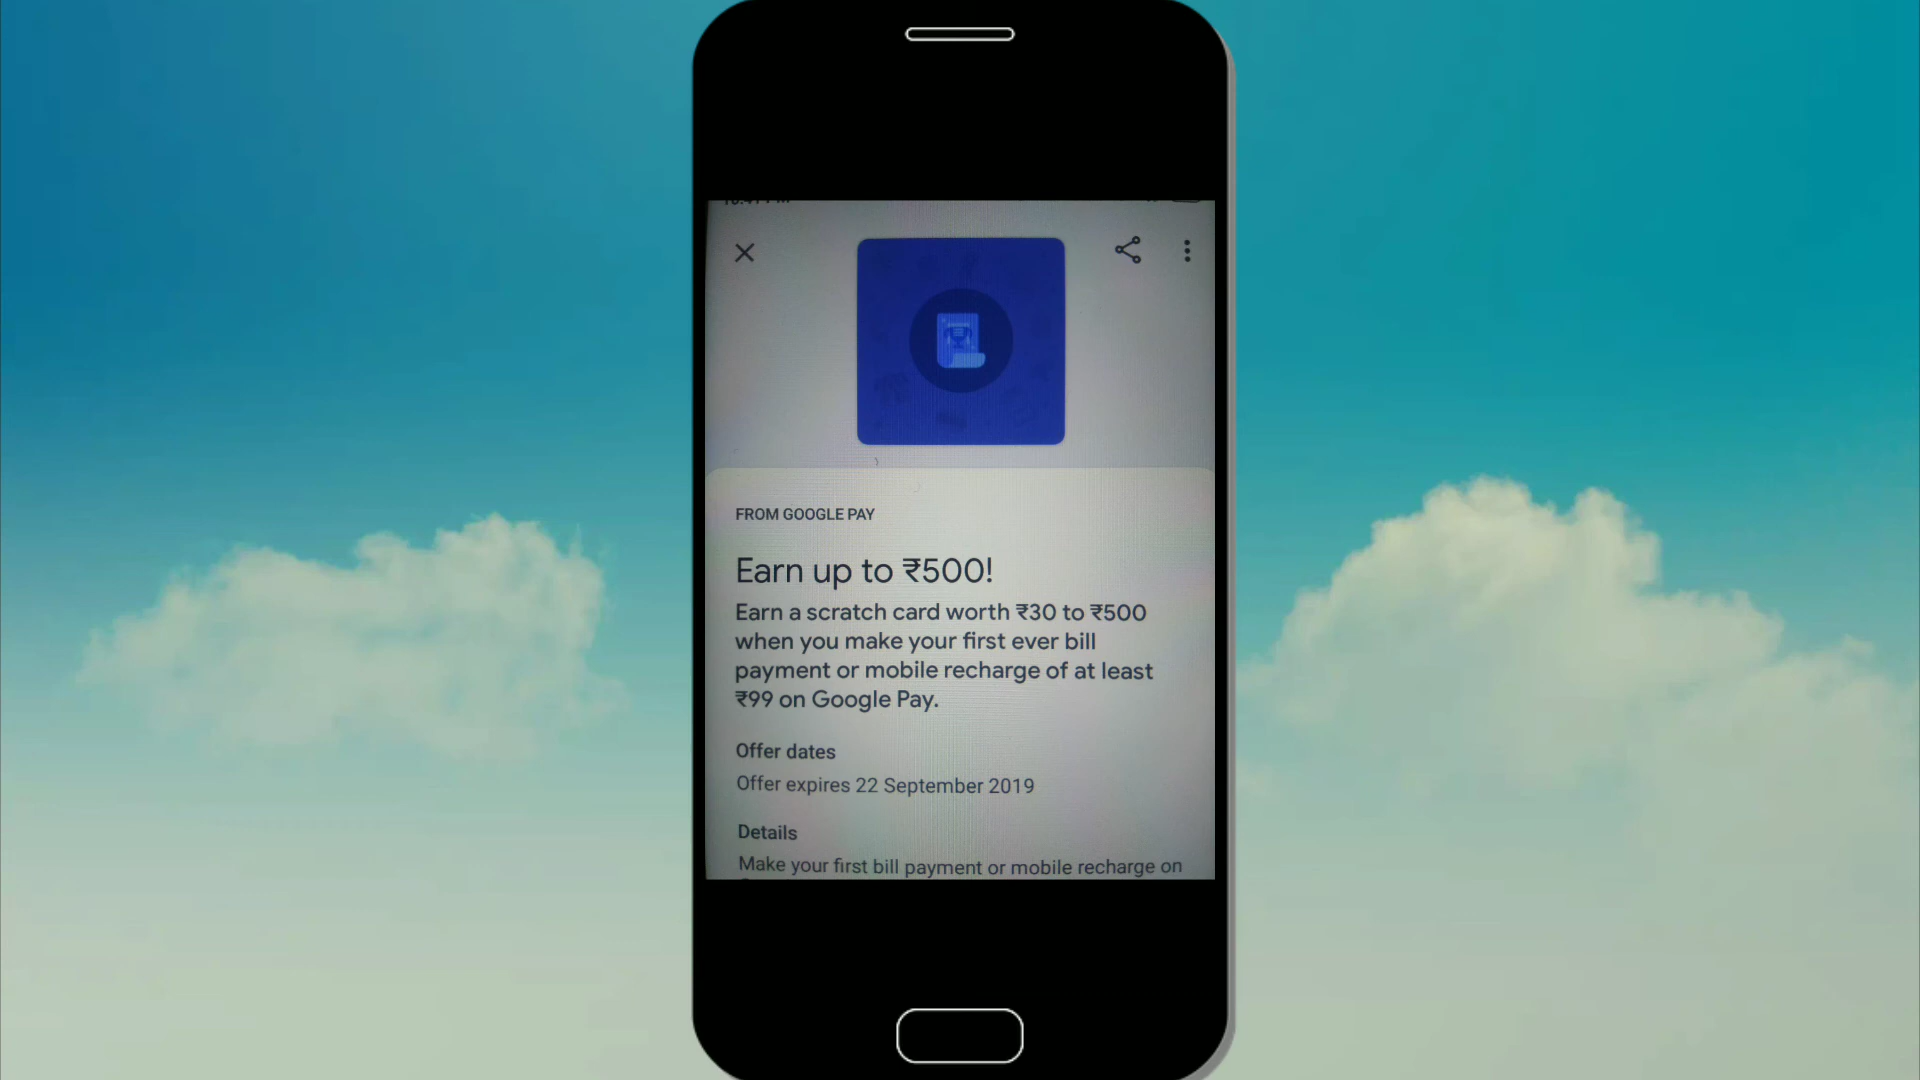 FROM GOOGLE PAY
Earn up to ₹500!
Earn a scratch card worth ₹30 to ₹500
when you make your first ever bill
payment or mobile recharge of at least
₹99 on Google Pay.
Offer dates
Offer expires 22 September 2019
Details
Make your first bill payment or mobile recharge on